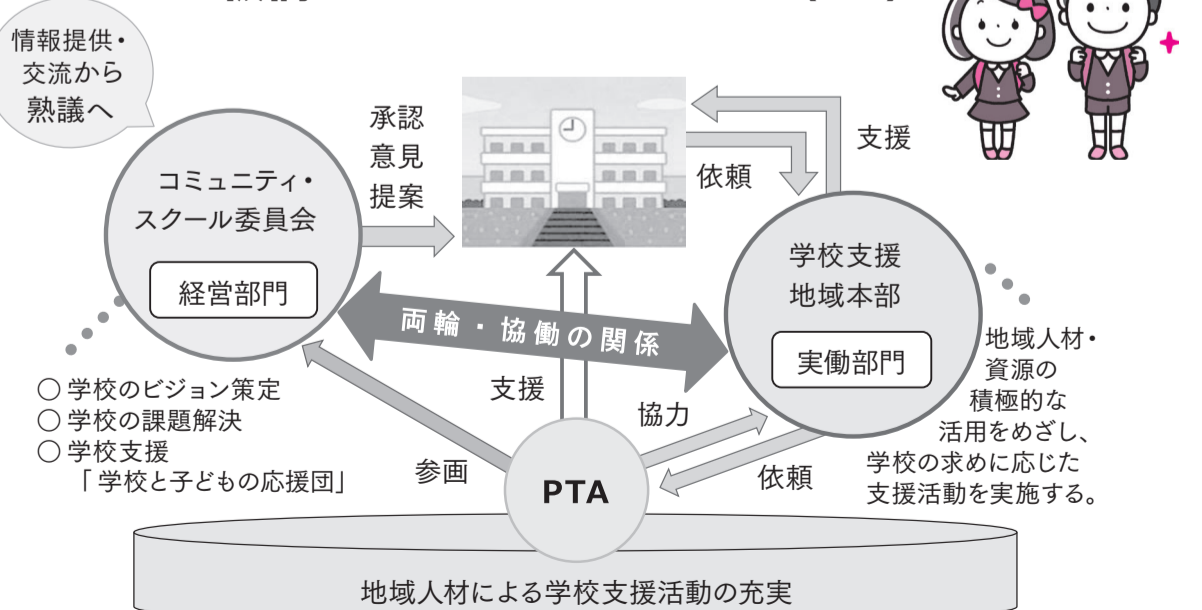 情報提供・
交流から
熟議へ
コミュニティ・
スクール委員会
経営部門
承認
意見
提案
支援
依頼
学校支援
地域本部
実働部門
両輪・協働の関係
○ 学校のビジョン策定
○ 学校の課題解決
○ 学校支援
「学校と子どもの応援団」
地域人材・
資源の
積極的な
活用をめざし、
学校の求めに応じた
支援活動を実施する。
支援
協力
参画
依頼
PTA
地域人材による学校支援活動の充実